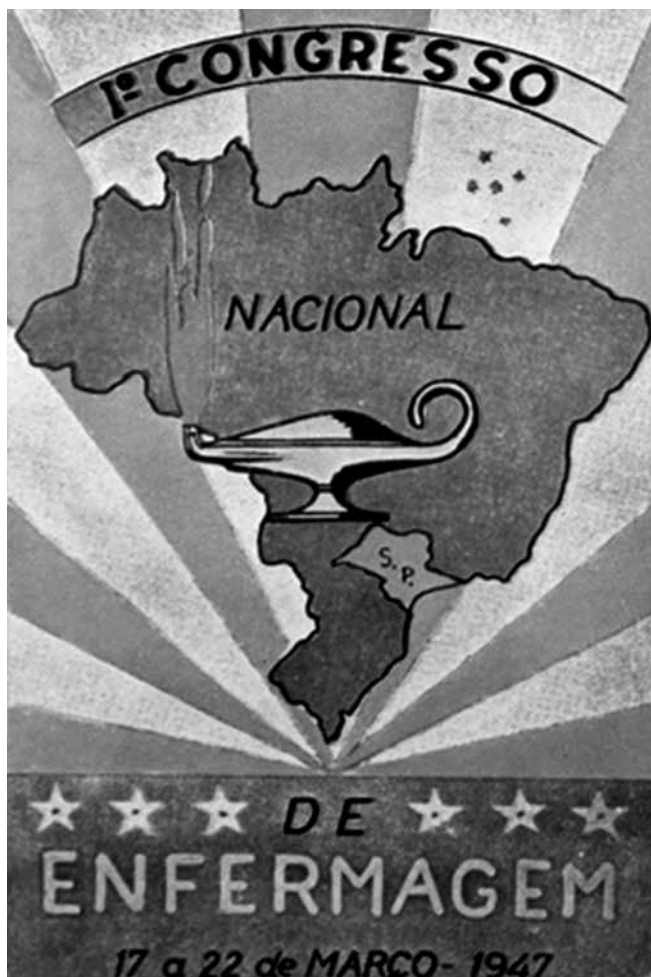 1º CONGRESSO
NACIONAL
S. P.
DE
ENFERMAGEM
17 a 22 de MARÇO - 1947